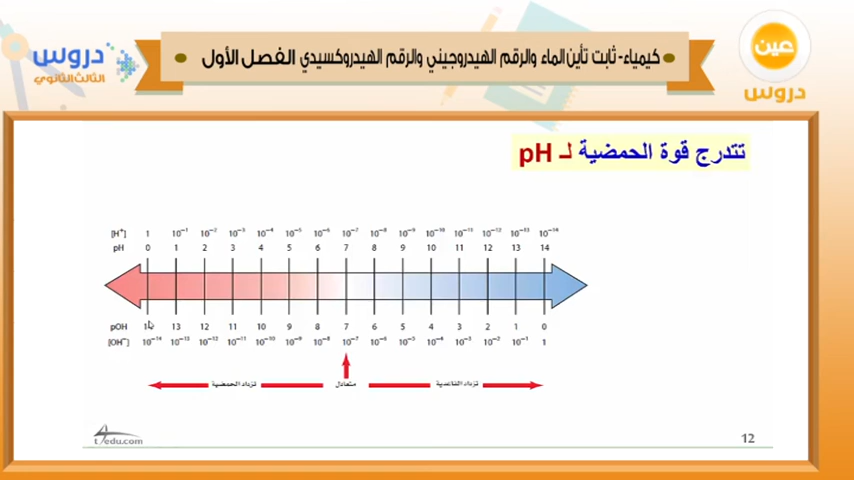 كيمياء- ثابت تأين الماء والرقم الهيدروجيني والرقم الهيدروكسيدي الفصل الأول
دروس
الثالث الثانوي
عين
دروس
تتدرج قوة الحمضية لـ pH
[H⁺] 1 10⁻¹ 10⁻² 10⁻³ 10⁻⁴ 10⁻⁵ 10⁻⁶ 10⁻⁷ 10⁻⁸ 10⁻⁹ 10⁻¹⁰ 10⁻¹¹ 10⁻¹² 10⁻¹³ 10⁻¹⁴
pH 0 1 2 3 4 5 6 7 8 9 10 11 12 13 14
pOH 14 13 12 11 10 9 8 7 6 5 4 3 2 1 0
[OH⁻] 10⁻¹⁴ 10⁻¹³ 10⁻¹² 10⁻¹¹ 10⁻¹⁰ 10⁻⁹ 10⁻⁸ 10⁻⁷ 10⁻⁶ 10⁻⁵ 10⁻⁴ 10⁻³ 10⁻² 10⁻¹ 1
تزداد الحمضية متعادل تزداد القاعدية
t4edu.com
12